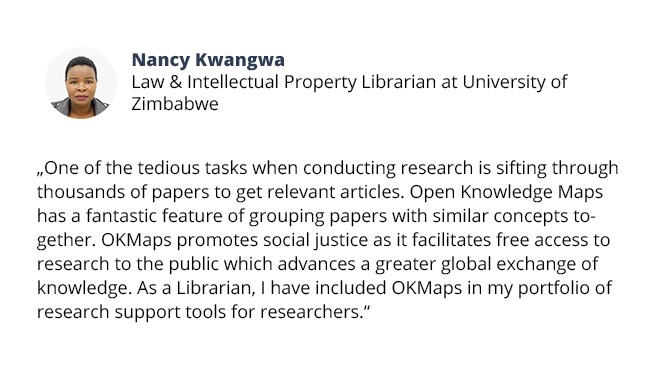 Nancy Kwangwa
Law & Intellectual Property Librarian at University of
Zimbabwe
„One of the tedious tasks when conducting research is sifting through
thousands of papers to get relevant articles. Open Knowledge Maps
has a fantastic feature of grouping papers with similar concepts to-
gether. OKMaps promotes social justice as it facilitates free access to
research to the public which advances a greater global exchange of
knowledge. As a Librarian, I have included OKMaps in my portfolio of
research support tools for researchers.“